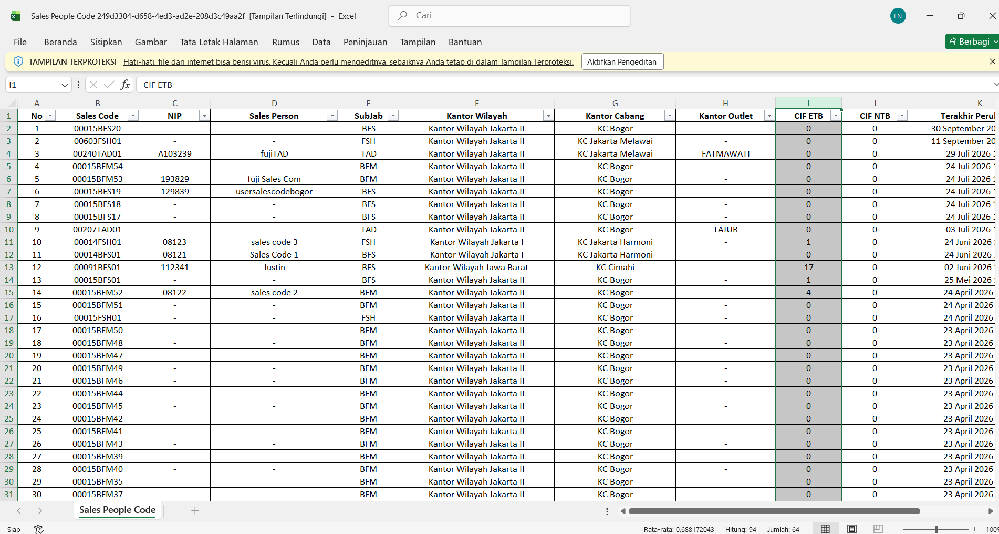 Sales People Code 249d3304-d658-4ed3-ad2e-208d3c49aa2f [Tampilan Terlindungi] - Excel
Cari
FN
File Beranda Sisipkan Gambar Tata Letak Halaman Rumus Data Peninjauan Tampilan Bantuan
Berbagi
TAMPILAN TERPROTEKSI Hati-hati, file dari internet bisa berisi virus. Kecuali Anda perlu mengeditnya, sebaiknya Anda tetap di dalam Tampilan Terproteksi. Aktifkan Pengeditan
I1 fx CIF ETB
A B C D E F G H I J K
1 No Sales Code NIP Sales Person SubJab Kantor Wilayah Kantor Cabang Kantor Outlet CIF ETB CIF NTB Terakhir Peru
2 1 00015BFS20 - - BFS Kantor Wilayah Jakarta II KC Bogor - 0 0 30 September 20
3 2 00603FSH01 - - FSH Kantor Wilayah Jakarta II KC Jakarta Melawai - 0 0 11 September 20
4 3 00240TAD01 A103239 fujiTAD TAD Kantor Wilayah Jakarta II KC Jakarta Melawai FATMAWATI 0 0 29 Juli 2026 1
5 4 00015BFM54 - - BFM Kantor Wilayah Jakarta II KC Bogor - 0 0 24 Juli 2026 1
6 5 00015BFM53 193829 fuji Sales Com BFM Kantor Wilayah Jakarta II KC Bogor - 0 0 24 Juli 2026 1
7 6 00015BFS19 129839 usersalescodebogor BFS Kantor Wilayah Jakarta II KC Bogor - 0 0 24 Juli 2026 1
8 7 00015BFS18 - - BFS Kantor Wilayah Jakarta II KC Bogor - 0 0 24 Juli 2026 1
9 8 00015BFS17 - - BFS Kantor Wilayah Jakarta II KC Bogor - 0 0 24 Juli 2026 1
10 9 00207TAD01 - - TAD Kantor Wilayah Jakarta II KC Bogor TAJUR 0 0 03 Juli 2026 1
11 10 00014FSH01 08123 sales code 3 FSH Kantor Wilayah Jakarta I KC Jakarta Harmoni - 1 0 24 Juni 2026
12 11 00014BFS01 08121 Sales Code 1 BFS Kantor Wilayah Jakarta I KC Jakarta Harmoni - 0 0 24 Juni 2026
13 12 00091BFS01 112341 Justin BFS Kantor Wilayah Jawa Barat KC Cimahi - 17 0 02 Juni 2026
14 13 00015BFS01 - - BFS Kantor Wilayah Jakarta II KC Bogor - 1 0 25 Mei 2026
15 14 00015BFM52 08122 sales code 2 BFM Kantor Wilayah Jakarta II KC Bogor - 4 0 24 April 2026
16 15 00015BFM51 - - BFM Kantor Wilayah Jakarta II KC Bogor - 0 0 24 April 2026
17 16 00015FSH01 - - FSH Kantor Wilayah Jakarta II KC Bogor - 0 0 24 April 2026
18 17 00015BFM50 - - BFM Kantor Wilayah Jakarta II KC Bogor - 0 0 23 April 2026
19 18 00015BFM48 - - BFM Kantor Wilayah Jakarta II KC Bogor - 0 0 23 April 2026
20 19 00015BFM47 - - BFM Kantor Wilayah Jakarta II KC Bogor - 0 0 23 April 2026
21 20 00015BFM49 - - BFM Kantor Wilayah Jakarta II KC Bogor - 0 0 23 April 2026
22 21 00015BFM46 - - BFM Kantor Wilayah Jakarta II KC Bogor - 0 0 23 April 2026
23 22 00015BFM44 - - BFM Kantor Wilayah Jakarta II KC Bogor - 0 0 23 April 2026
24 23 00015BFM45 - - BFM Kantor Wilayah Jakarta II KC Bogor - 0 0 23 April 2026
25 24 00015BFM42 - - BFM Kantor Wilayah Jakarta II KC Bogor - 0 0 23 April 2026
26 25 00015BFM41 - - BFM Kantor Wilayah Jakarta II KC Bogor - 0 0 23 April 2026
27 26 00015BFM43 - - BFM Kantor Wilayah Jakarta II KC Bogor - 0 0 23 April 2026
28 27 00015BFM39 - - BFM Kantor Wilayah Jakarta II KC Bogor - 0 0 23 April 2026
29 28 00015BFM40 - - BFM Kantor Wilayah Jakarta II KC Bogor - 0 0 23 April 2026
30 29 00015BFM35 - - BFM Kantor Wilayah Jakarta II KC Bogor - 0 0 23 April 2026
31 30 00015BFM37 - - BFM Kantor Wilayah Jakarta II KC Bogor - 0 0 23 April 2026
Sales People Code
Siap Rata-rata: 0,688172043 Hitung: 94 Jumlah: 64 100%